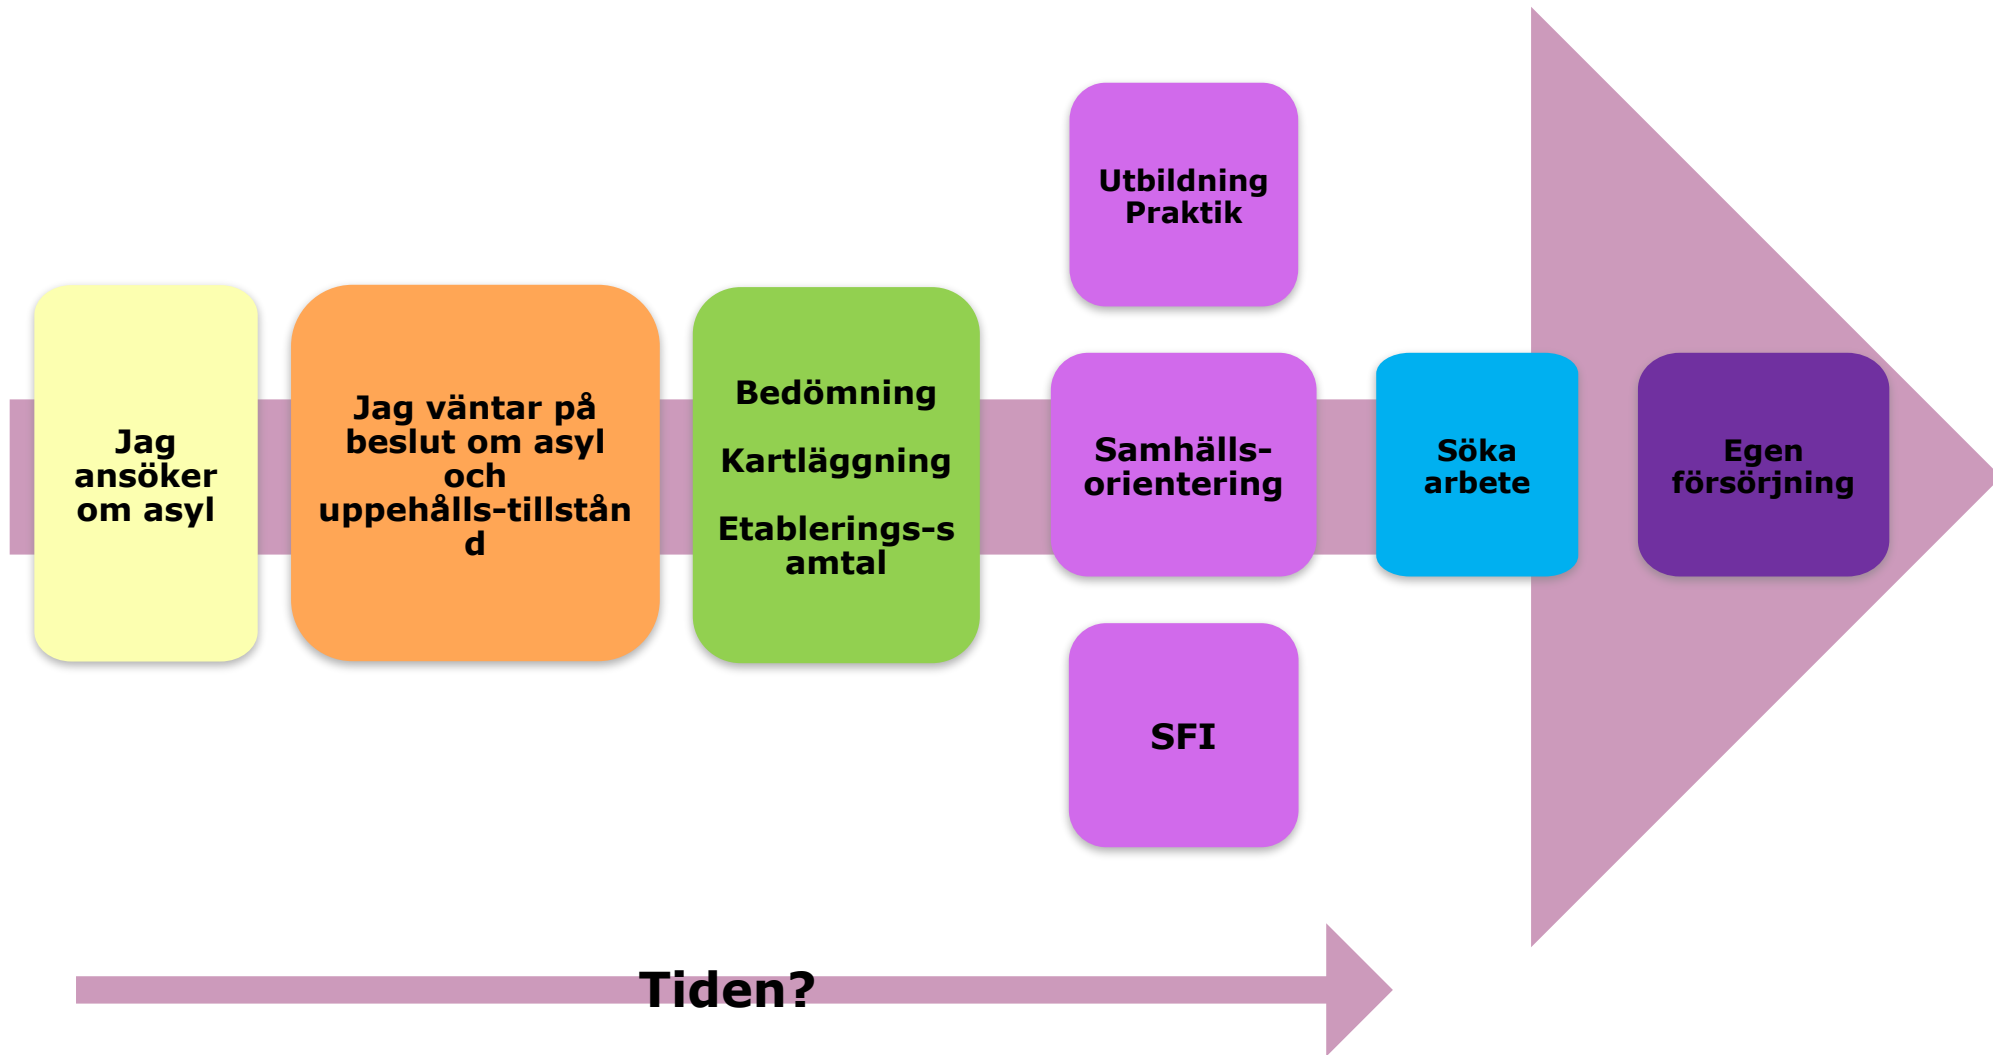 Jag
ansöker
om asyl
Jag väntar på
beslut om asyl
och
uppehålls-tillstån
d
Bedömning
Kartläggning
Etablerings-s
amtal
Utbildning
Praktik
Samhälls-
orientering
SFI
Söka
arbete
Egen
försörjning
Tiden?